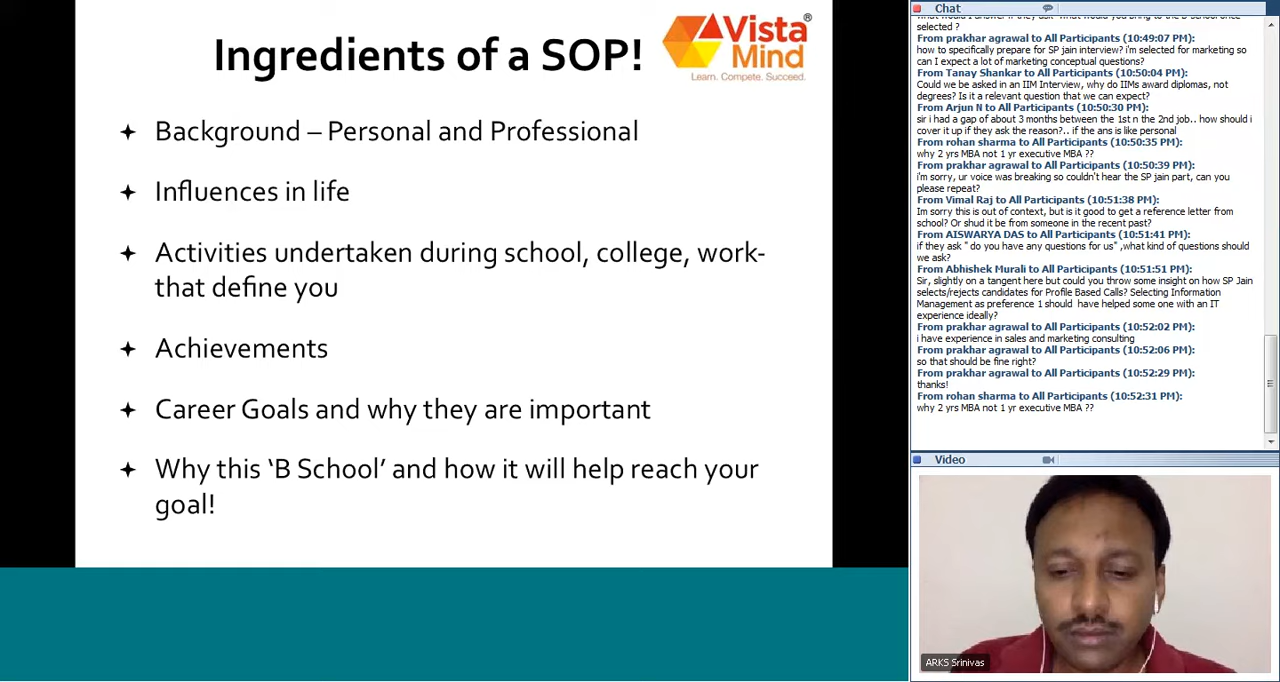 Ingredients of a SOP!
Vista
Mind
®
Learn. Compete. Succeed.
Background – Personal and Professional
Influences in life
Activities undertaken during school, college, work-
that define you
Achievements
Career Goals and why they are important
Why this ‘B School’ and how it will help reach your
goal!
Chat
selected ?
From prakhar agrawal to All Participants (10:49:07 PM):
how to specifically prepare for SP jain interview? i'm selected for marketing so
can I expect a lot of marketing conceptual questions?
From Tanay Shankar to All Participants (10:50:04 PM):
Could we be asked in an IIM Interview, why do IIMs award diplomas, not
degrees? Is it a relevant question that we can expect?
From Arjun N to All Participants (10:50:30 PM):
sir i had a gap of about 3 months between the 1st n the 2nd job.. how should i
cover it up if they ask the reason?.. if the ans is like personal
From rohan sharma to All Participants (10:50:35 PM):
why 2 yrs MBA not 1 yr executive MBA ??
From prakhar agrawal to All Participants (10:50:39 PM):
i'm sorry, ur voice was breaking so couldn't hear the SP jain part, can you
please repeat?
From Vimal Raj to All Participants (10:51:38 PM):
Im sorry this is out of context, but is it good to get a reference letter from
school? Or shud it be from someone in the recent past?
From AISWARYA DAS to All Participants (10:51:41 PM):
if they ask " do you have any questions for us" ,what kind of questions should
we ask?
From Abhishek Murali to All Participants (10:51:51 PM):
Sir, slightly on a tangent here but could you throw some insight on how SP Jain
selects/rejects candidates for Profile Based Calls? Selecting Information
Management as preference 1 should have helped some one with an IT
experience ideally?
From prakhar agrawal to All Participants (10:52:02 PM):
i have experience in sales and marketing consulting
From prakhar agrawal to All Participants (10:52:06 PM):
so that should be fine right?
From prakhar agrawal to All Participants (10:52:29 PM):
thanks!
From rohan sharma to All Participants (10:52:31 PM):
why 2 yrs MBA not 1 yr executive MBA ??
Video
ARKS Srinivas